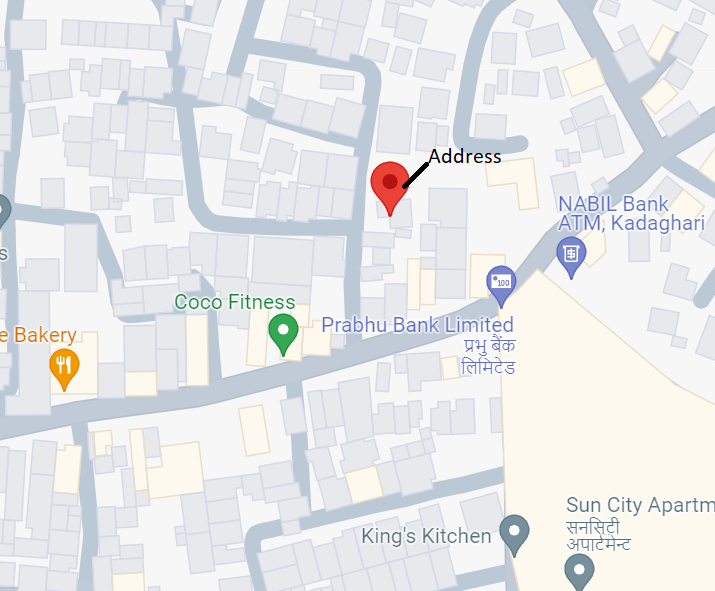 Address
NABIL Bank
ATM, Kadaghari
s
Coco Fitness
100
Prabhu Bank Limited
प्रभु बैंक
लिमिटेड
e Bakery
Sun City Apartm
सनसिटी
अपार्टमेन्ट
King's Kitchen